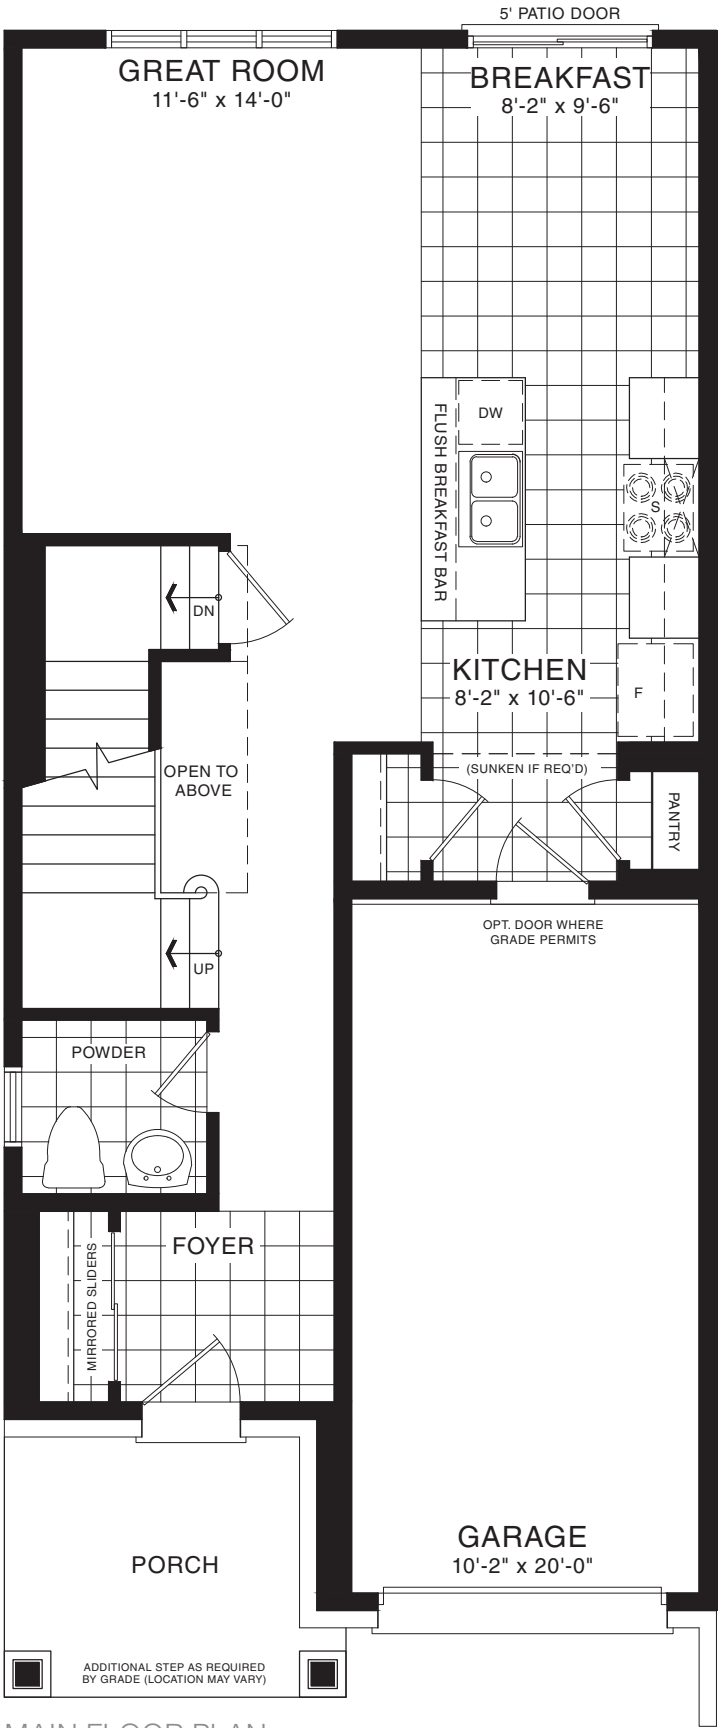 5' PATIO DOOR
GREAT ROOM
11'-6" x 14'-0"
BREAKFAST
8'-2" x 9'-6"
FLUSH BREAKFAST BAR
DW
S
DN
KITCHEN
8'-2" x 10'-6"
F
OPEN TO
ABOVE
(SUNKEN IF REQ'D)
PANTRY
OPT. DOOR WHERE
GRADE PERMITS
UP
POWDER
FOYER
MIRRORED SLIDERS
GARAGE
10'-2" x 20'-0"
PORCH
ADDITIONAL STEP AS REQUIRED
BY GRADE (LOCATION MAY VARY)
MAIN FLOOR PLAN